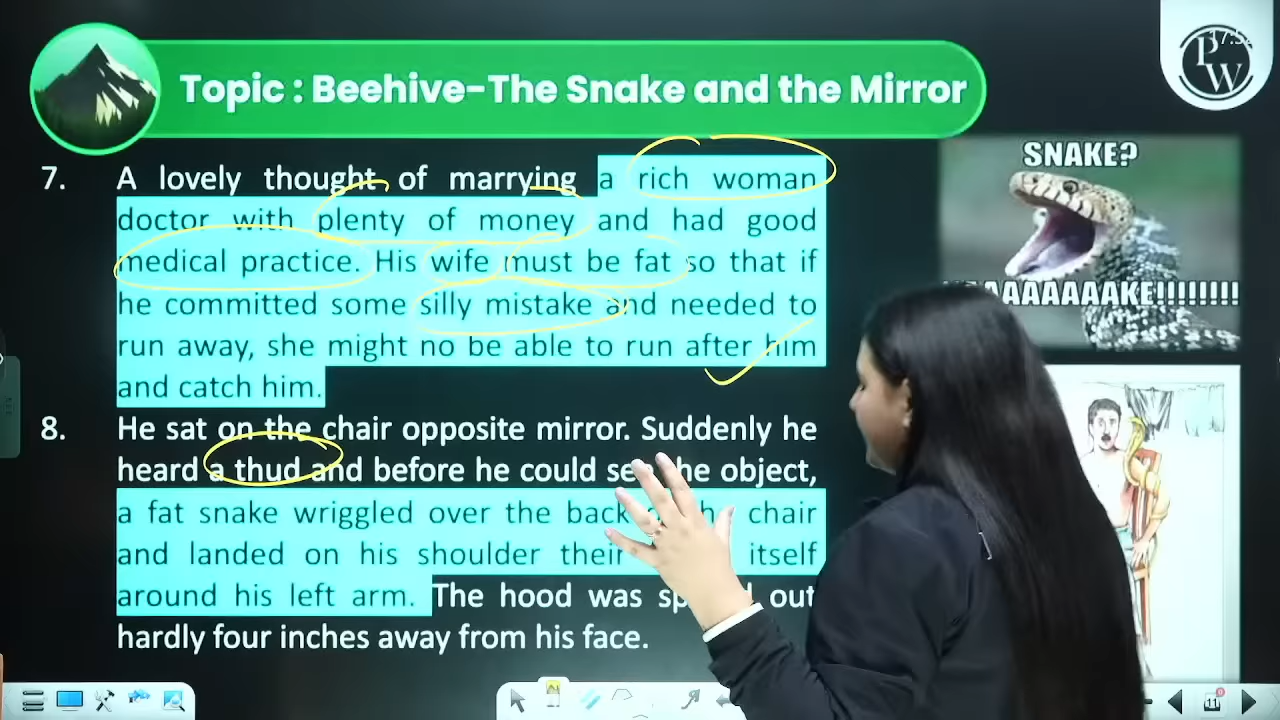 Topic : Beehive-The Snake and the Mirror
PW
7. A lovely thought of marrying a rich woman
doctor with plenty of money and had good
medical practice. His wife must be fat so that if
he committed some silly mistake and needed to
run away, she might no be able to run after him
and catch him.
8. He sat on the chair opposite mirror. Suddenly he
heard a thud and before he could see the object,
a fat snake wriggled over the back chair
and landed on his shoulder itself
around his left arm. The hood was out
hardly four inches away from his face.
SNAKE?
11